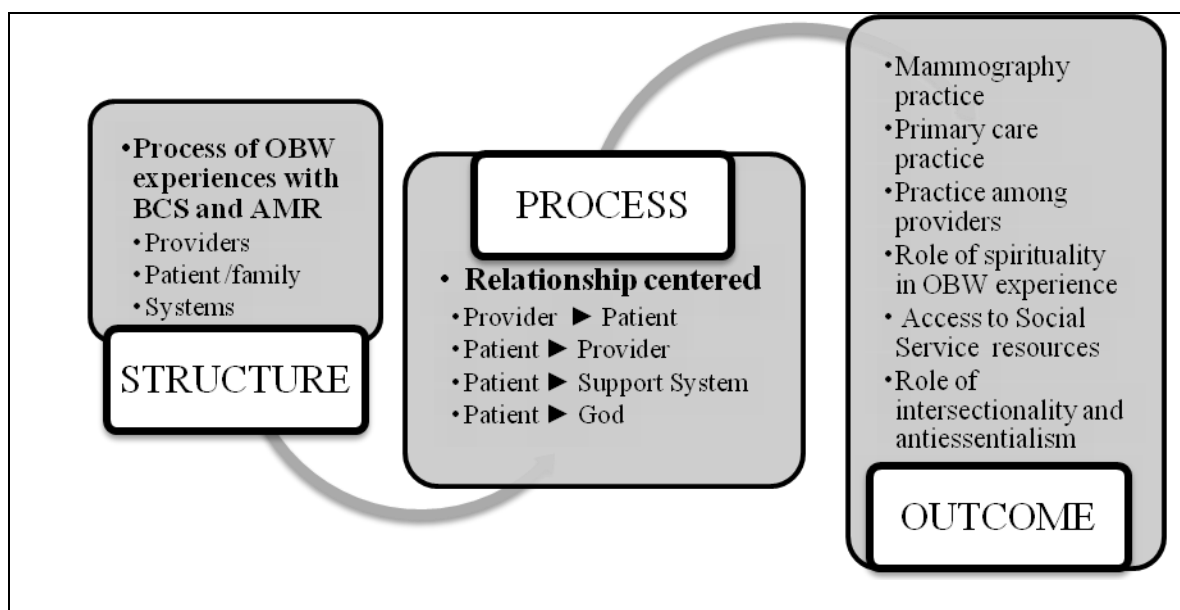 •Process of OBW
experiences with
BCS and AMR
•Providers
•Patient /family
•Systems
STRUCTURE
PROCESS
• Relationship centered
•Provider ► Patient
•Patient ► Provider
•Patient ► Support System
•Patient ► God
•Mammography
practice
•Primary care
practice
•Practice among
providers
•Role of spirituality
in OBW experience
• Access to Social
Service resources
•Role of
intersectionality and
antiessentialism
OUTCOME